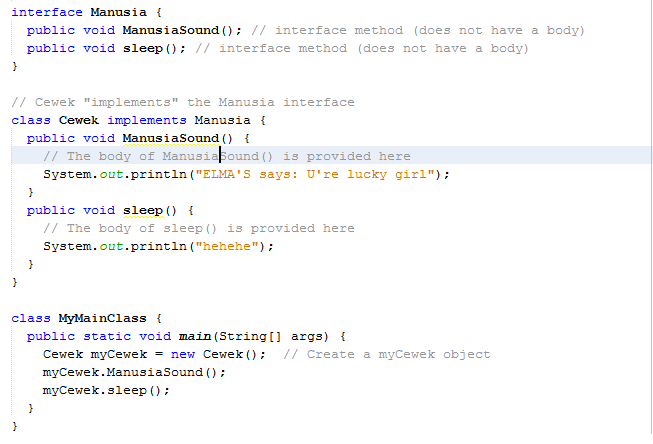 interface Manusia {
  public void ManusiaSound(); // interface method (does not have a body)
  public void sleep(); // interface method (does not have a body)
}

// Cewek "implements" the Manusia interface
class Cewek implements Manusia {
  public void ManusiaSound() {
    // The body of ManusiaSound() is provided here
    System.out.println("ELMA'S says: U're lucky girl");
  }
  public void sleep() {
    // The body of sleep() is provided here
    System.out.println("hehehe");
  }
}

class MyMainClass {
  public static void main(String[] args) {
    Cewek myCewek = new Cewek();  // Create a myCewek object
    myCewek.ManusiaSound();
    myCewek.sleep();
  }
}